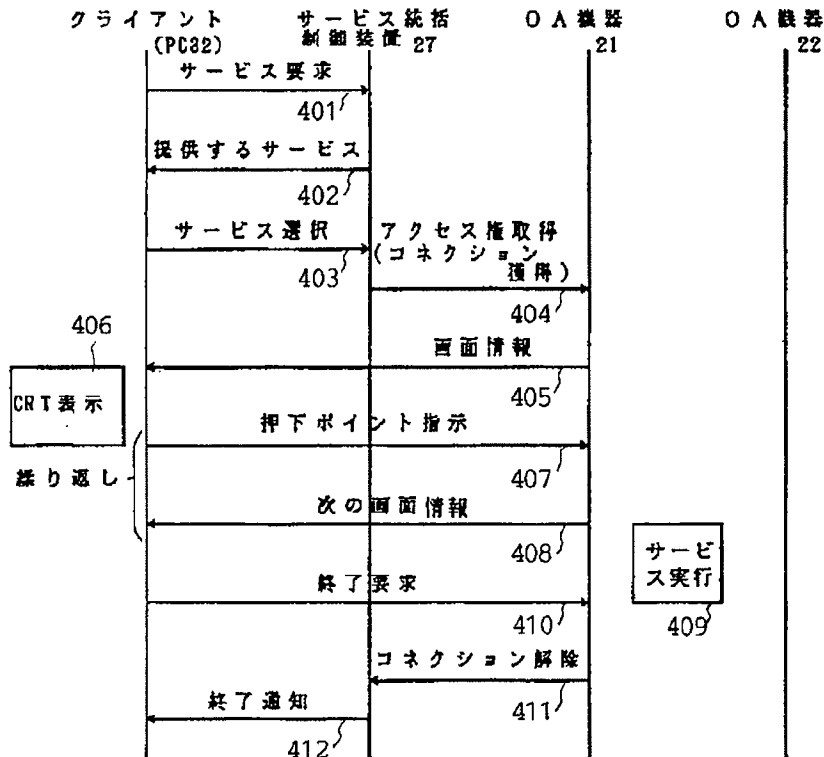 クライアント
(PC32)
サービス統括
制御装置 27
OA機器
21
OA機器
22
サービス要求
401
提供するサービス
402
サービス選択
403
アクセス権取得
(コネクション
獲得)
404
画面情報
405
406
CRT表示
押下ポイント指示
407
繰り返し
次の画面情報
408
サービ
ス実行
409
終了要求
410
コネクション解除
411
終了通知
412